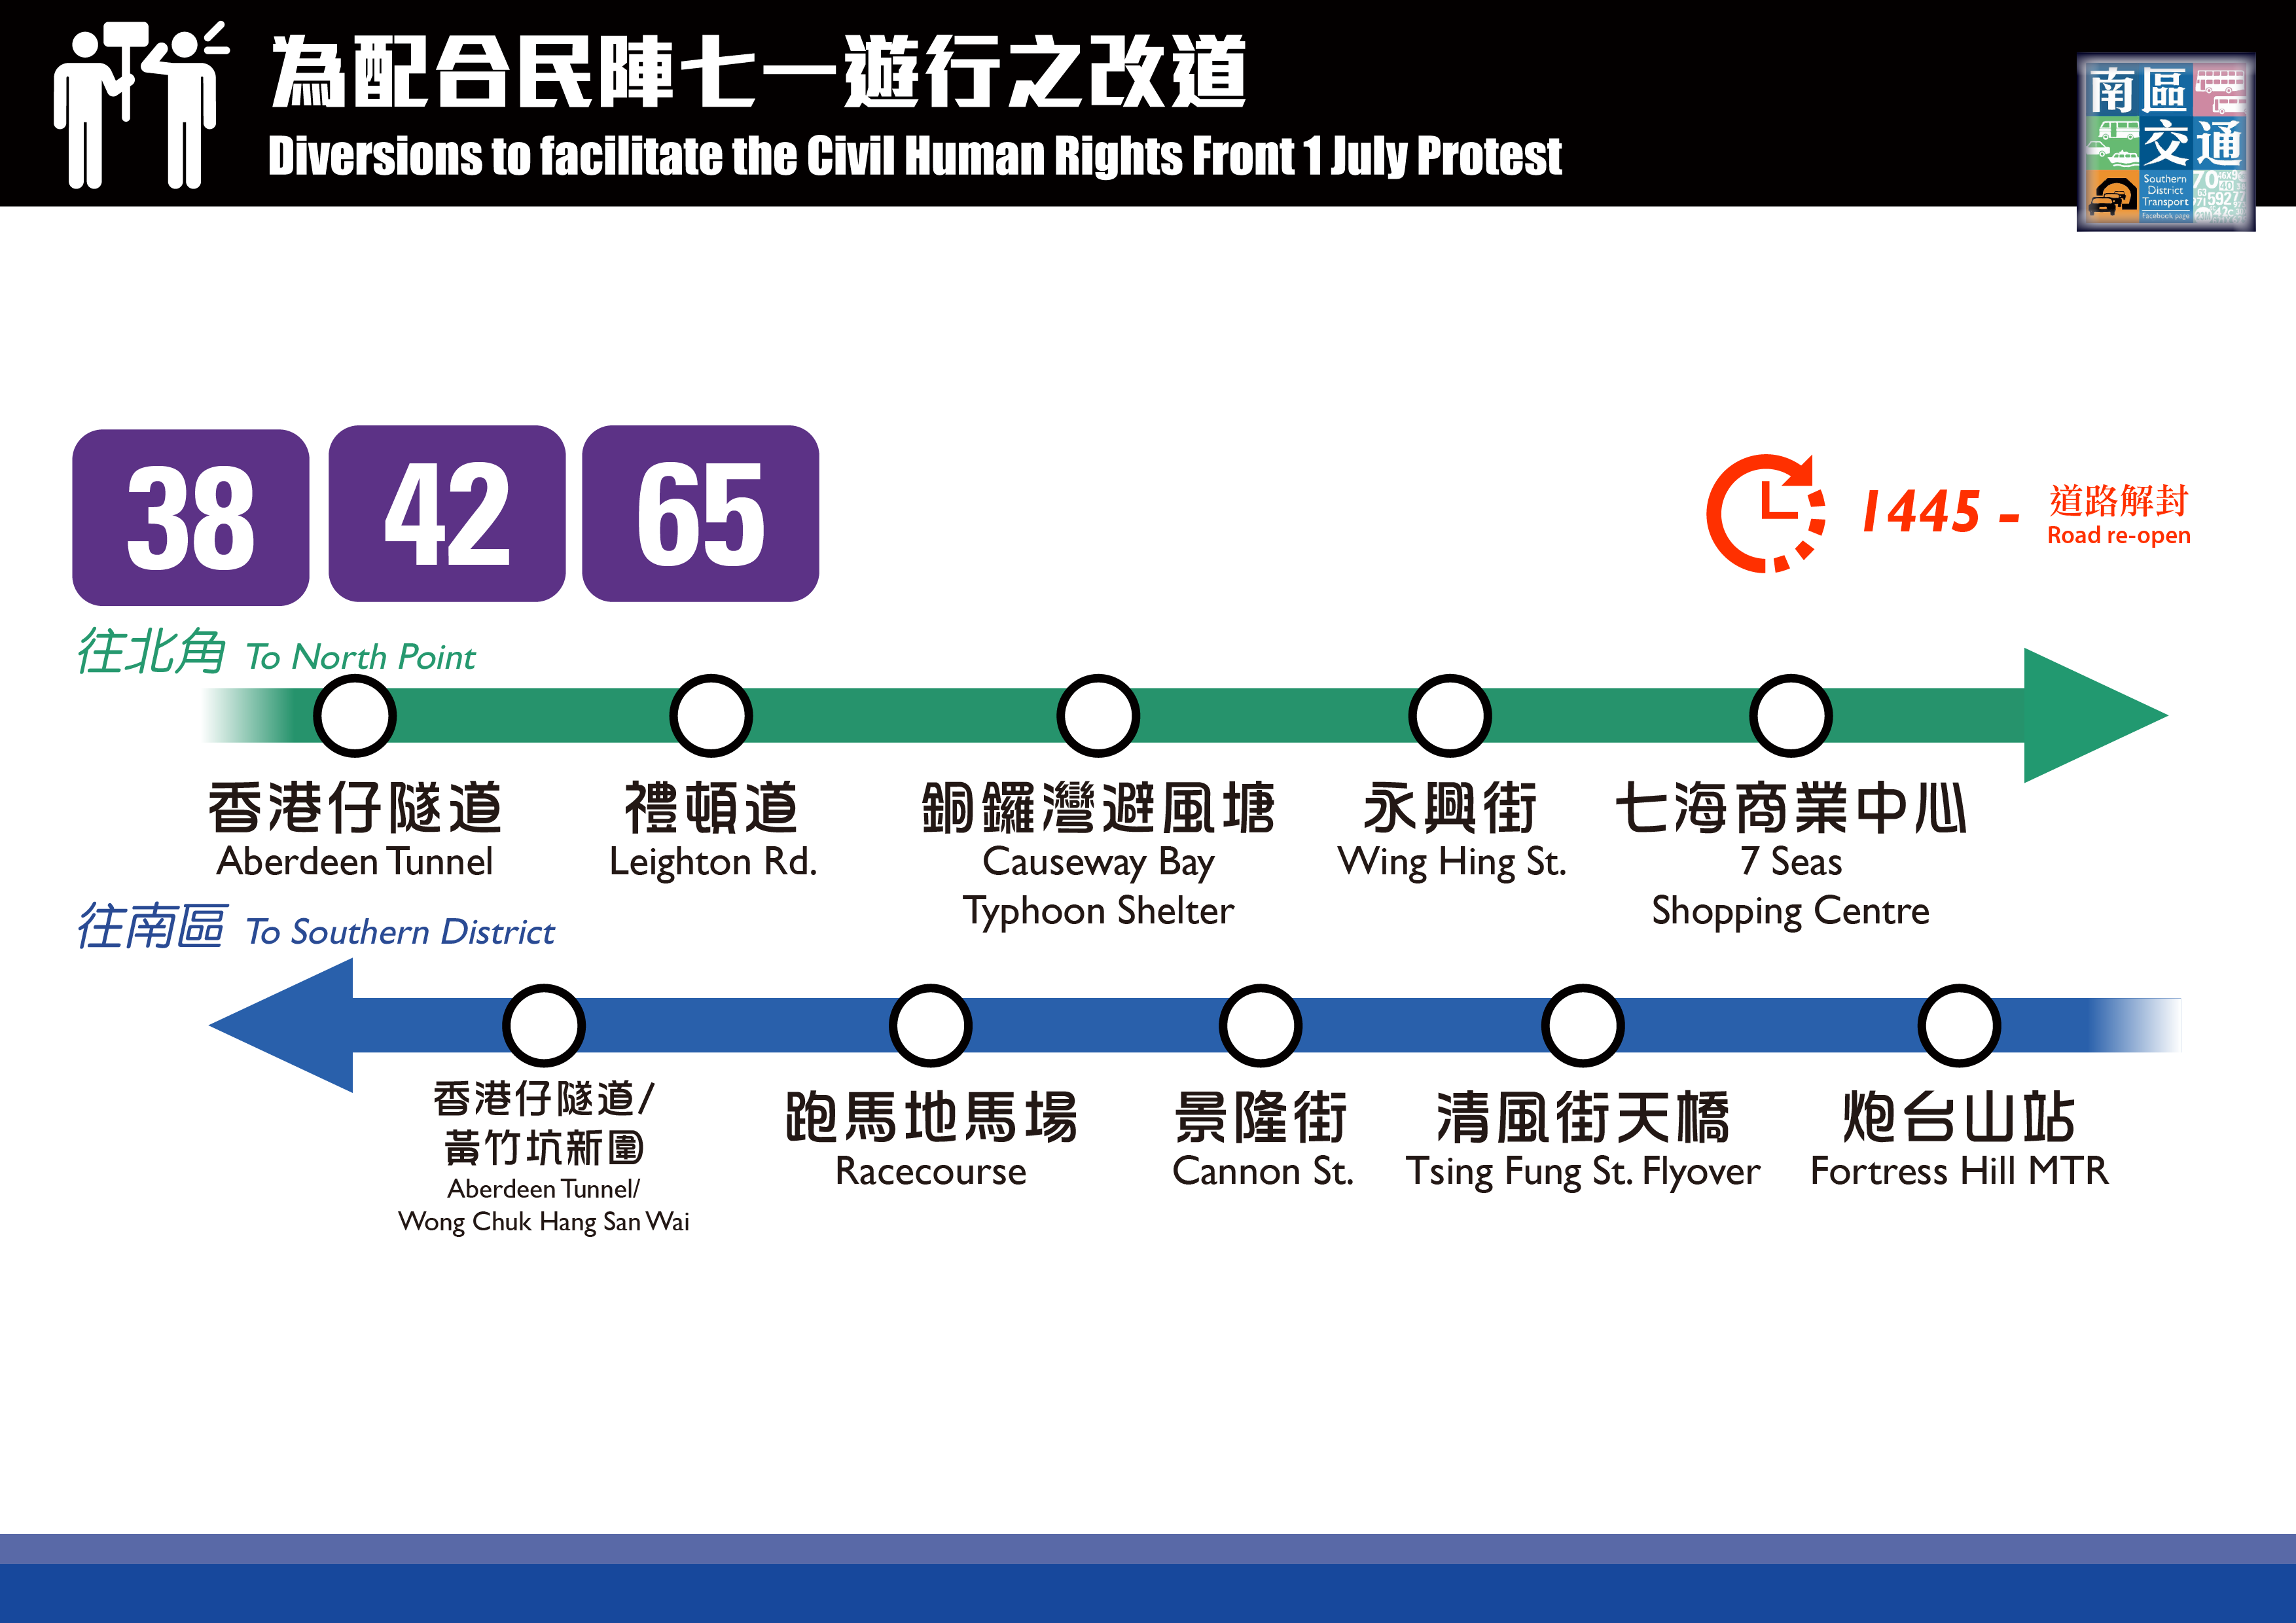 為配合民陣七一遊行之改道
Diversions to facilitate the Civil Human Rights Front 1 July Protest
南區
交通
Southern
District
Transport
Facebook page
38
42
65
1445 -
道路解封
Road re-open
往北角 To North Point
香港仔隧道
Aberdeen Tunnel
禮頓道
Leighton Rd.
銅鑼灣避風塘
Causeway Bay
Typhoon Shelter
永興街
Wing Hing St.
七海商業中心
7 Seas
Shopping Centre
往南區 To Southern District
香港仔隧道/
黃竹坑新圍
Aberdeen Tunnel/
Wong Chuk Hang San Wai
跑馬地馬場
Racecourse
景隆街
Cannon St.
清風街天橋
Tsing Fung St. Flyover
炮台山站
Fortress Hill MTR